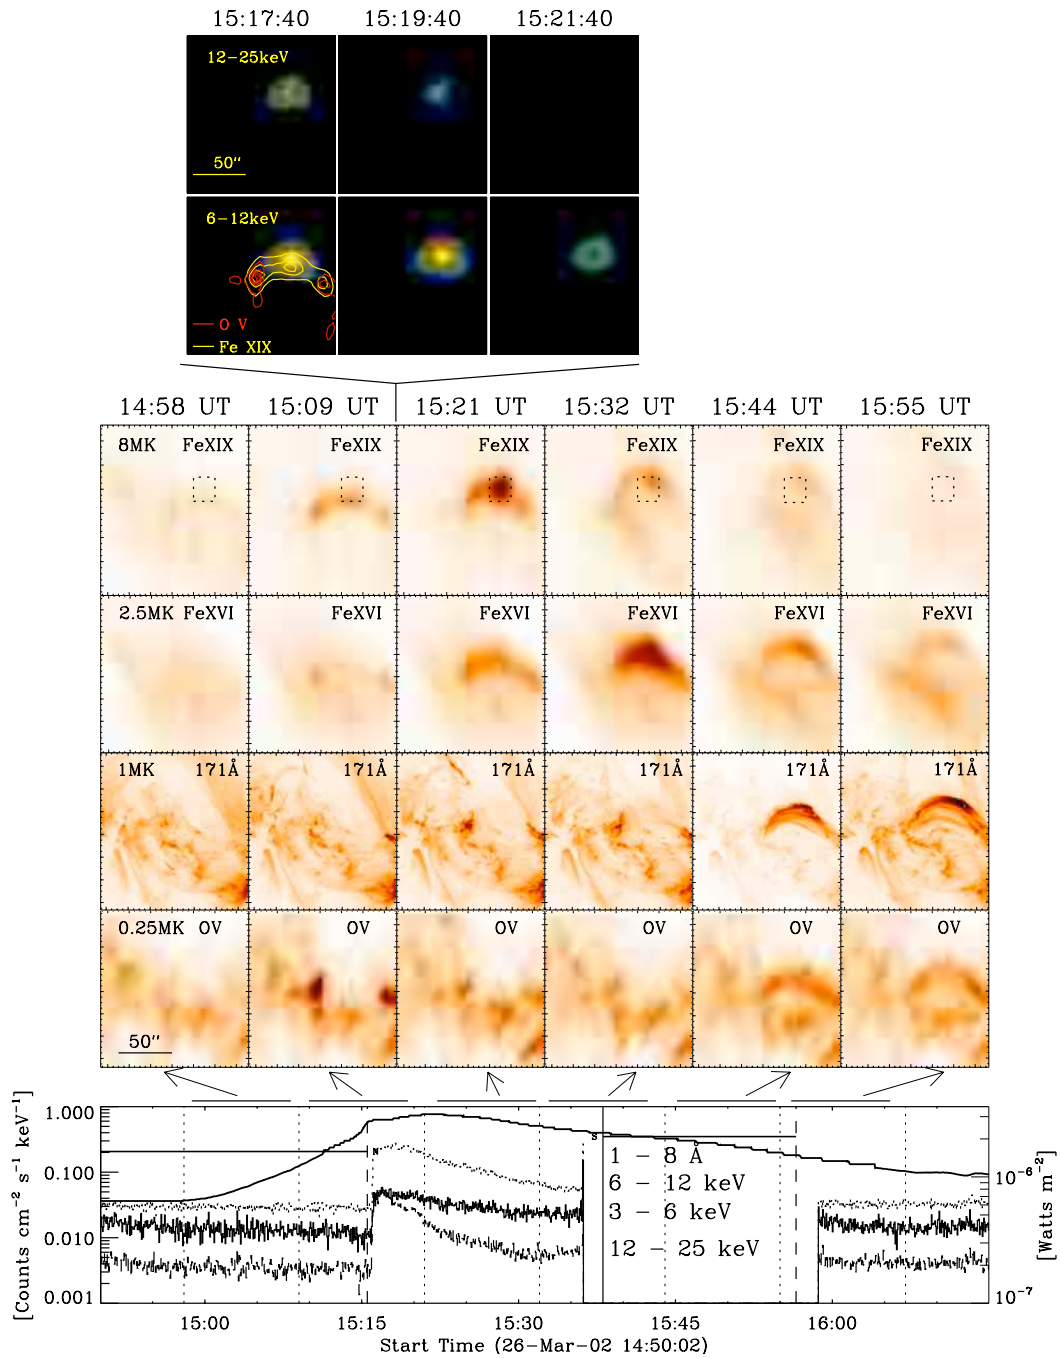 15:17:40 15:19:40 15:21:40
12-25keV
50"
6-12keV
O V
Fe XIX
14:58 UT 15:09 UT 15:21 UT 15:32 UT 15:44 UT 15:55 UT
8MK FeXIX FeXIX FeXIX FeXIX FeXIX FeXIX
2.5MK FeXVI FeXVI FeXVI FeXVI FeXVI FeXVI
1MK 171Å 171Å 171Å 171Å 171Å 171Å
0.25MK OV OV OV OV OV OV
50"
[Counts cm⁻² s⁻¹ keV⁻¹]
1.000
0.100
0.010
0.001
N
S
1 - 8 Å
6 - 12 keV
3 - 6 keV
12 - 25 keV
10⁻⁶
10⁻⁷
[Watts m⁻²]
15:00 15:15 15:30 15:45 16:00
Start Time (26-Mar-02 14:50:02)